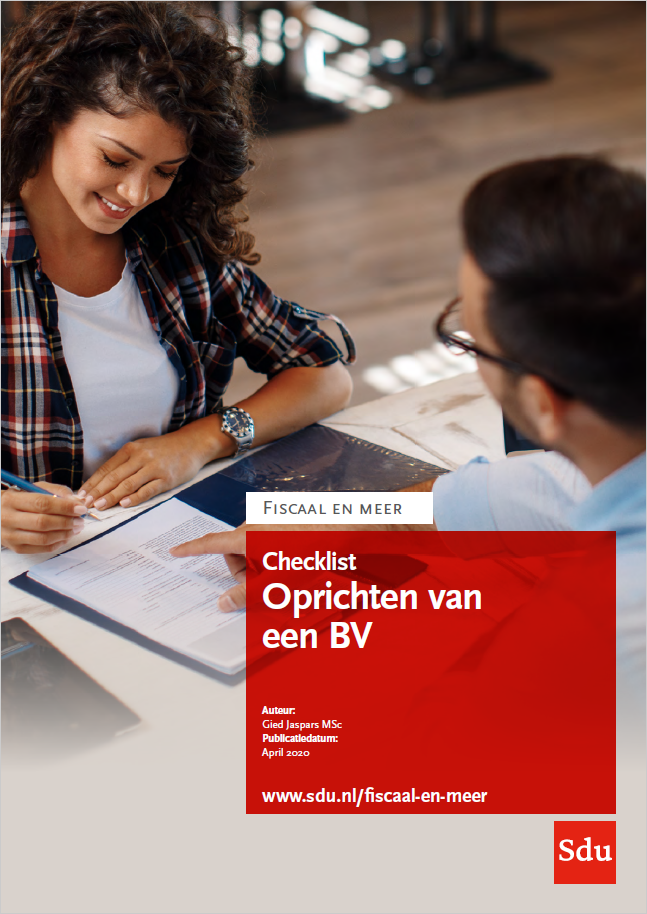 Fiscaal en meer
Checklist
Oprichten van
een BV
Auteur:
Gied Jaspars MSc
Publicatiedatum:
April 2020
www.sdu.nl/fiscaal-en-meer
Sdu